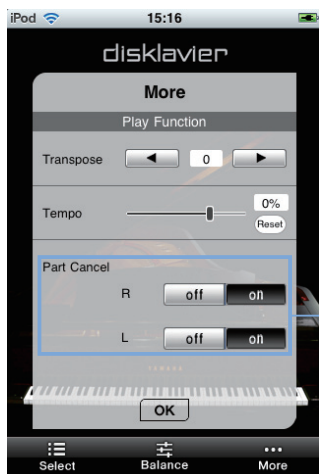 iPod 15:16
disklavier
More
Play Function
Transpose 0
Tempo 0%
Reset
Part Cancel
R off on
L off on
YAMAHA
OK
Select Balance More